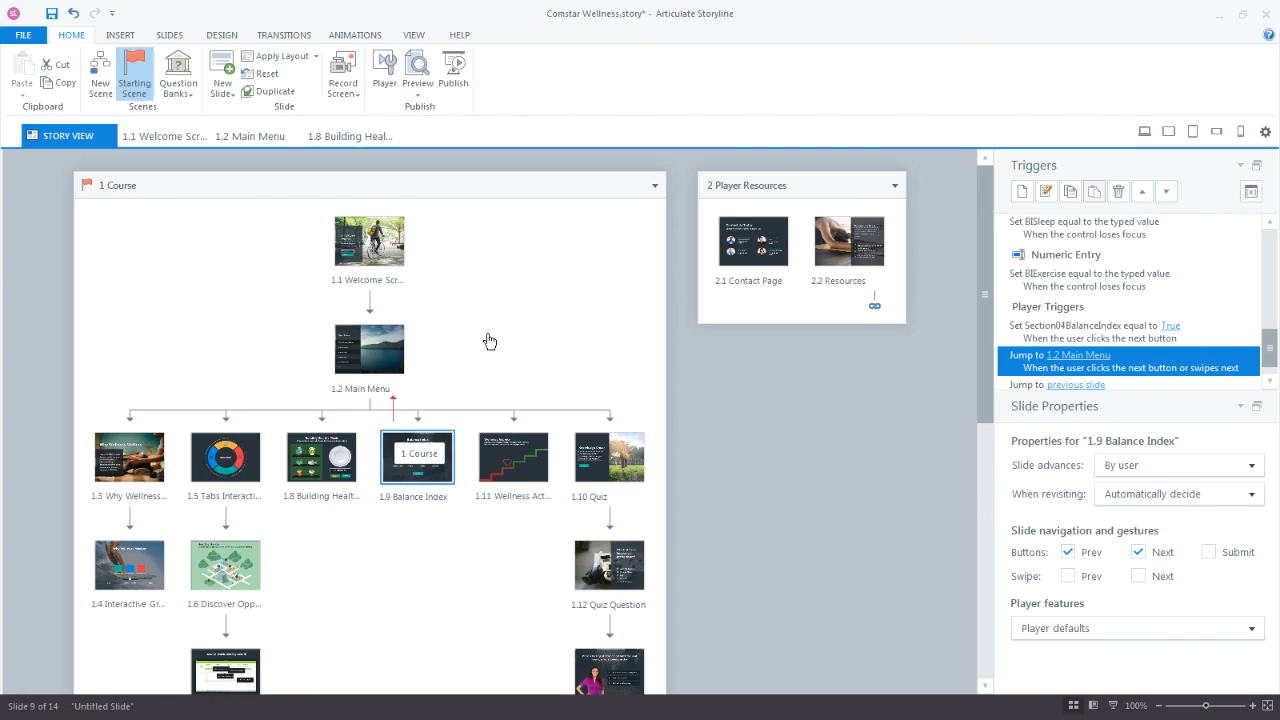 sl
Comstar Wellness.story* - Articulate Storyline
FILE HOME INSERT SLIDES DESIGN TRANSITIONS ANIMATIONS VIEW HELP
Paste Cut Copy
Clipboard
New Scene
Starting Scene
Question Banks
Scenes
New Slide
Apply Layout
Reset
Duplicate
Slide
Record Screen
Player
Preview
Publish
Publish
STORY VIEW 1.1 Welcome Scr... 1.2 Main Menu 1.8 Building Heal...
1 Course
1.1 Welcome Scr...
1.2 Main Menu
1 Course
1.3 Why Wellness... 1.5 Tabs Interacti... 1.8 Building Healt... 1.9 Balance Index 1.11 Wellness Act... 1.10 Quiz
1.4 Interactive Gr... 1.6 Discover Opp... 1.12 Quiz Question
2 Player Resources
2.1 Contact Page 2.2 Resources
Triggers
Set BISleep equal to the typed value
When the control loses focus
Numeric Entry
Set BIExercise equal to the typed value
When the control loses focus
Player Triggers
Set Section04BalanceIndex equal to True
When the user clicks the next button
Jump to 1.2 Main Menu
When the user clicks the next button or swipes next
Jump to previous slide
Slide Properties
Properties for "1.9 Balance Index"
Slide advances: By user
When revisiting: Automatically decide
Slide navigation and gestures
Buttons: Prev Next Submit
Swipe: Prev Next
Player features
Player defaults
Slide 9 of 14 "Untitled Slide" 100%